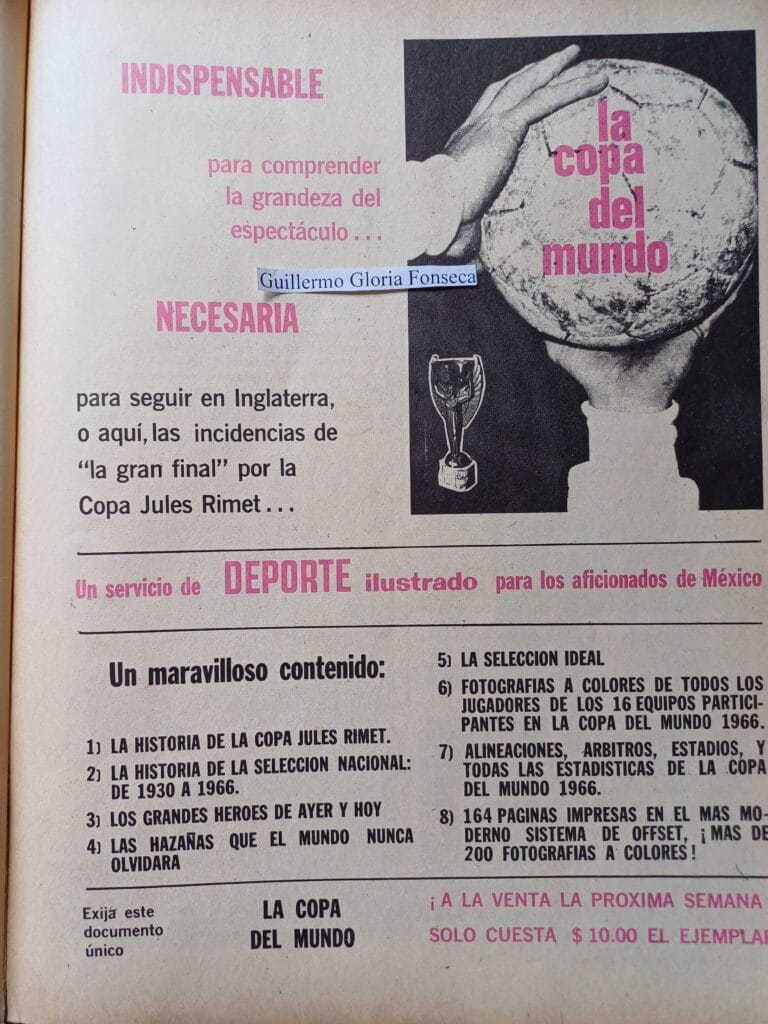 INDISPENSABLE
para comprender
la grandeza del
espectáculo...
la
copa
del
mundo
Guillermo Gloria Fonseca
NECESARIA
para seguir en Inglaterra,
o aquí, las incidencias de
"la gran final" por la
Copa Jules Rimet...
Un servicio de DEPORTE ilustrado para los aficionados de México
Un maravilloso contenido:
1) LA HISTORIA DE LA COPA JULES RIMET.
2) LA HISTORIA DE LA SELECCION NACIONAL:
DE 1930 A 1966.
3) LOS GRANDES HEROES DE AYER Y HOY
4) LAS HAZAÑAS QUE EL MUNDO NUNCA
OLVIDARA
5) LA SELECCION IDEAL
6) FOTOGRAFIAS A COLORES DE TODOS LOS
JUGADORES DE LOS 16 EQUIPOS PARTICI-
PANTES EN LA COPA DEL MUNDO 1966.
7) ALINEACIONES, ARBITROS, ESTADIOS, Y
TODAS LAS ESTADISTICAS DE LA COPA
DEL MUNDO 1966.
8) 164 PAGINAS IMPRESAS EN EL MAS MO-
DERNO SISTEMA DE OFFSET, ¡MAS DE
200 FOTOGRAFIAS A COLORES!
Exija este
documento
único
LA COPA
DEL MUNDO
¡A LA VENTA LA PROXIMA SEMANA
SOLO CUESTA $10.00 EL EJEMPLAR